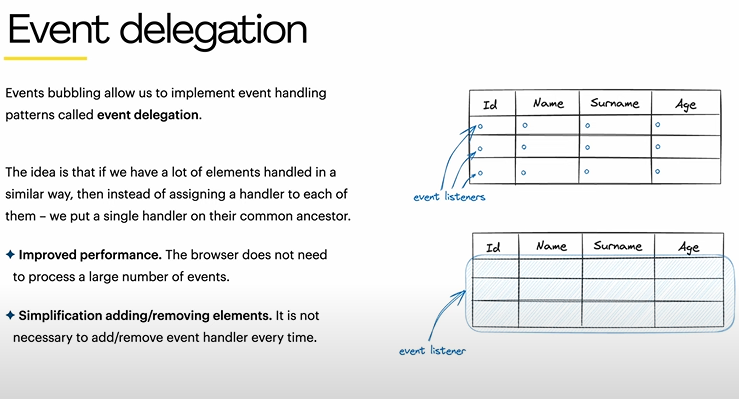 Event delegation
Events bubbling allow us to implement event handling
patterns called event delegation.
The idea is that if we have a lot of elements handled in a
similar way, then instead of assigning a handler to each of
them – we put a single handler on their common ancestor.
✦ Improved performance. The browser does not need
to process a large number of events.
✦ Simplification adding/removing elements. It is not
necessary to add/remove event handler every time.
Id Name Surname Age
event listeners
Id Name Surname Age
event listener